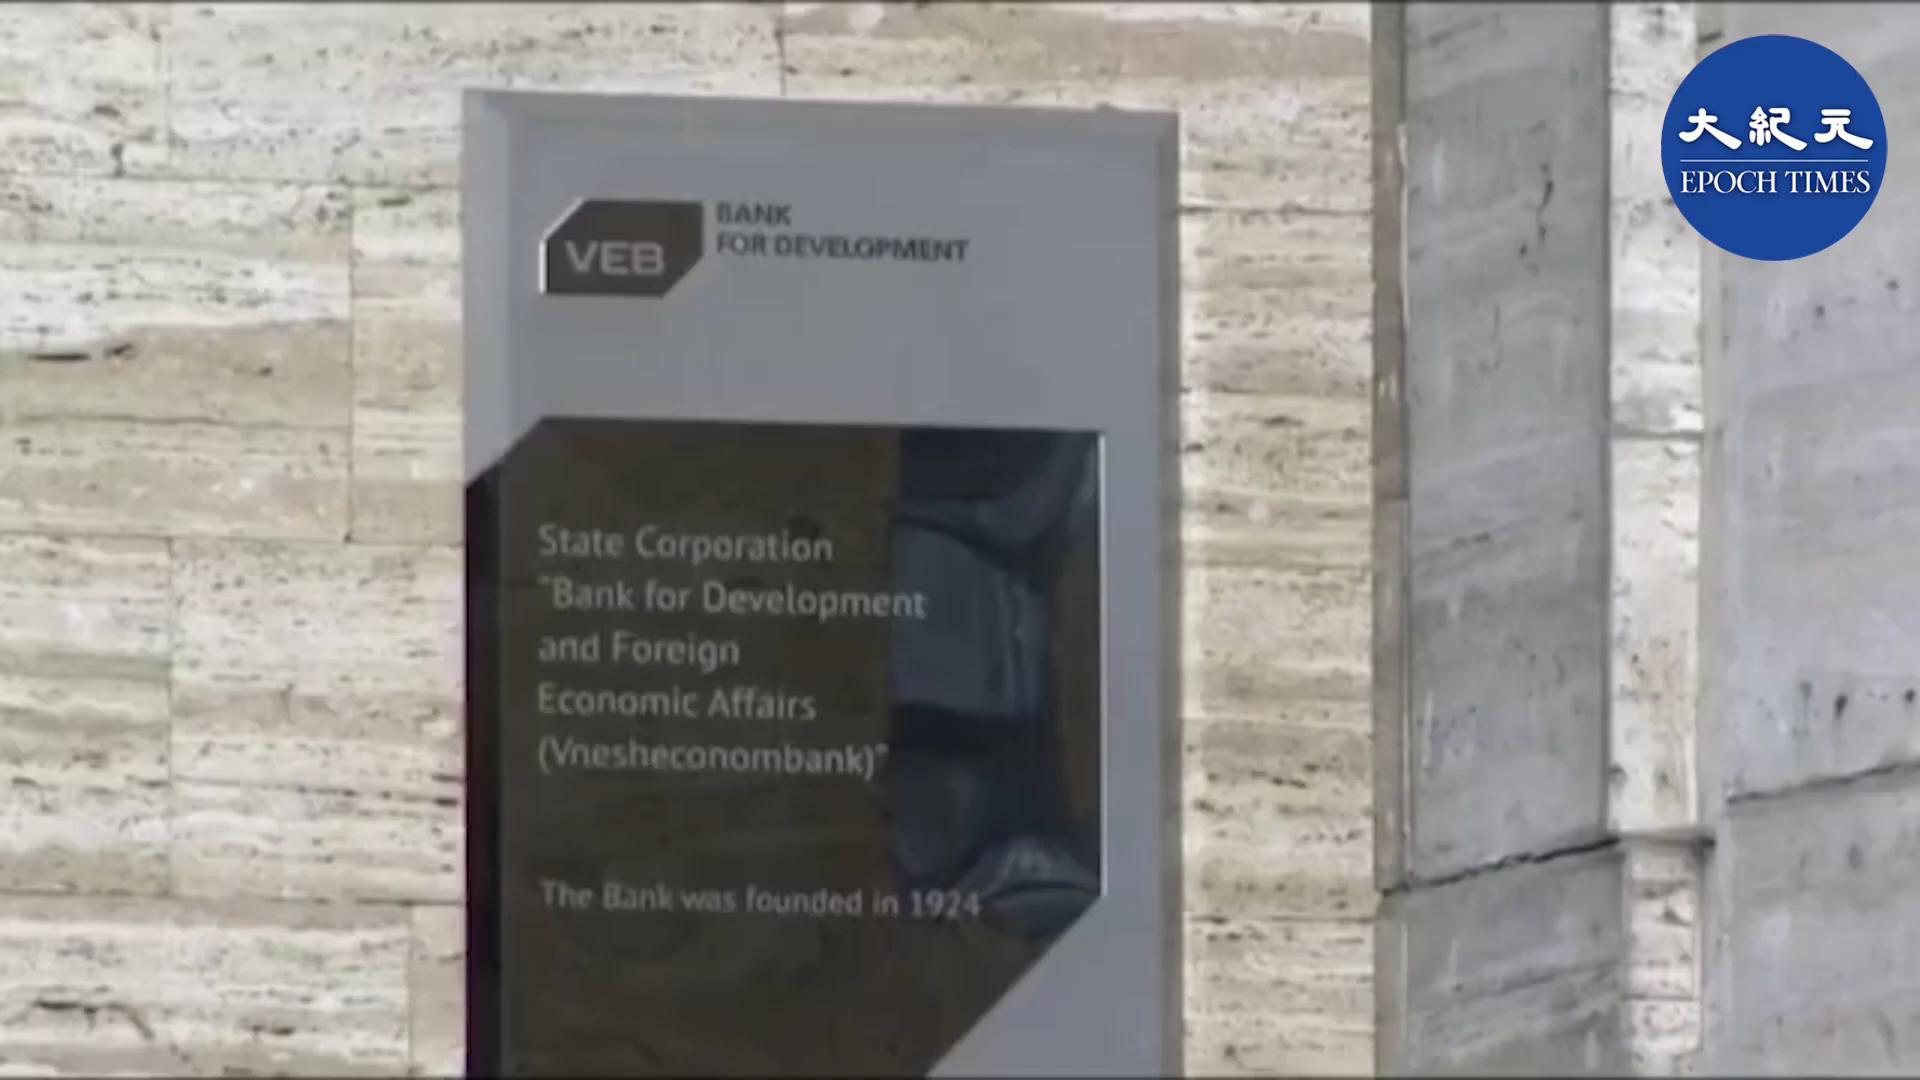 VEB
BANK
FOR DEVELOPMENT
State Corporation
"Bank for Development
and Foreign
Economic Affairs
(Vnesheconombank)"
The Bank was founded in 1924
大紀元
EPOCH TIMES